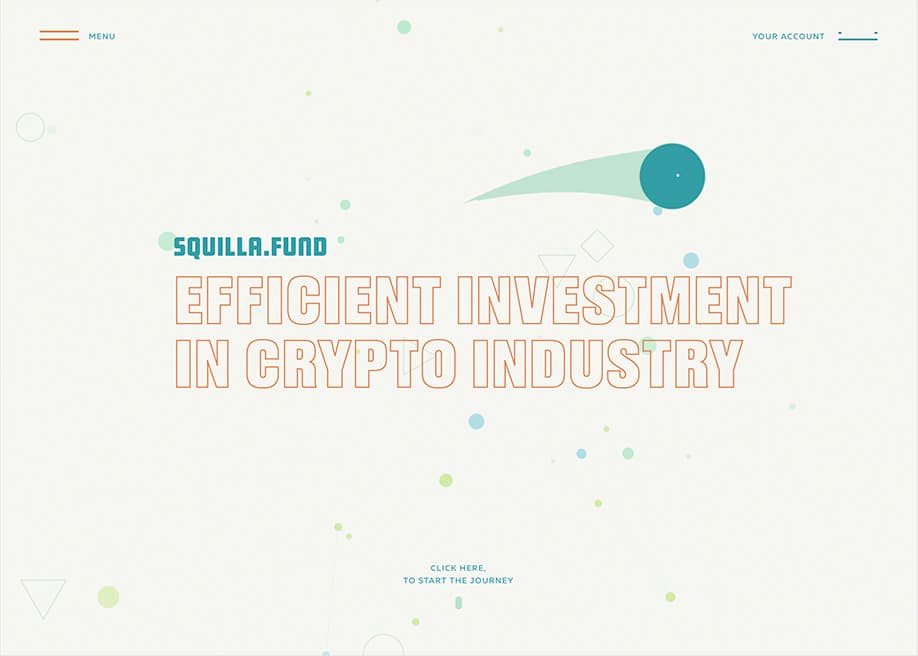 MENU
YOUR ACCOUNT
SQUILLA.FUND
EFFICIENT INVESTMENT
IN CRYPTO INDUSTRY
CLICK HERE,
TO START THE JOURNEY